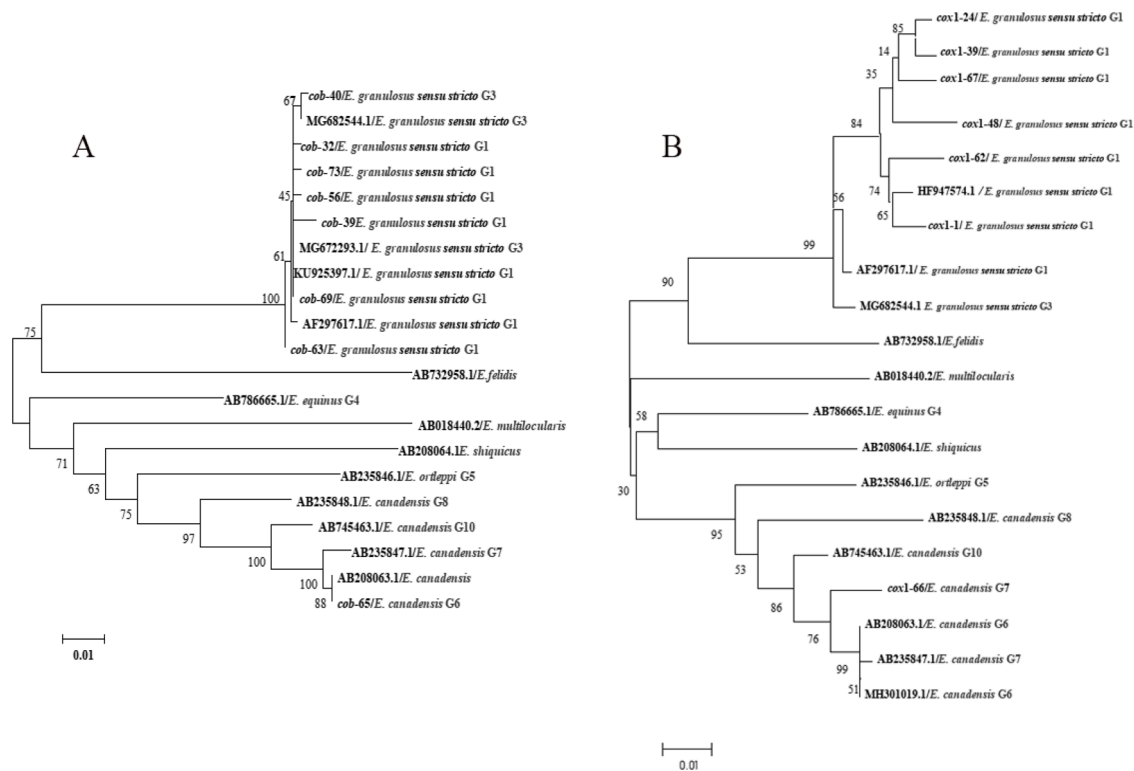 A
67
cob-40/E. granulosus sensu stricto G3
MG682544.1/E. granulosus sensu stricto G3
cob-32/E. granulosus sensu stricto G1
cob-73/E. granulosus sensu stricto G1
45
cob-56/E. granulosus sensu stricto G1
cob-39E. granulosus sensu stricto G1
MG672293.1/ E. granulosus sensu stricto G3
61
KU925397.1/E. granulosus sensu stricto G1
100
cob-69/E. granulosus sensu stricto G1
AF297617.1/E. granulosus sensu stricto G1
cob-63/E. granulosus sensu stricto G1
75
AB732958.1/E.felidis
AB786665.1/E. equinus G4
AB018440.2/E. multilocularis
71
AB208064.1E. shiquicus
63
AB235846.1/E. ortleppi G5
75
AB235848.1/E. canadensis G8
97
AB745463.1/E. canadensis G10
100
AB235847.1/E. canadensis G7
100
AB208063.1/E. canadensis
88
cob-65/E. canadensis G6
0.01
B
cox1-24/ E. granulosus sensu stricto G1
85
14
cox1-39/E. granulosus sensu stricto G1
35
cox1-67/E. granulosus sensu stricto G1
84
cox1-48/ E. granulosus sensu stricto G1
cox1-62/E. granulosus sensu stricto G1
74
HF947574.1 / E. granulosus sensu stricto G1
56
65
cox1-1/ E. granulosus sensu stricto G1
99
AF297617.1/ E. granulosus sensu stricto G1
90
MG682544.1 E. granulosus sensu stricto G3
AB732958.1/E.felidis
AB018440.2/E. multilocularis
58
AB786665.1/E. equinus G4
AB208064.1/E. shiquicus
30
AB235846.1/E. ortleppi G5
95
AB235848.1/E. canadensis G8
53
AB745463.1/E. canadensis G10
86
cox1-66/E. canadensis G7
76
AB208063.1/E. canadensis G6
99
AB235847.1/E. canadensis G7
51
MH301019.1/E. canadensis G6
0.01